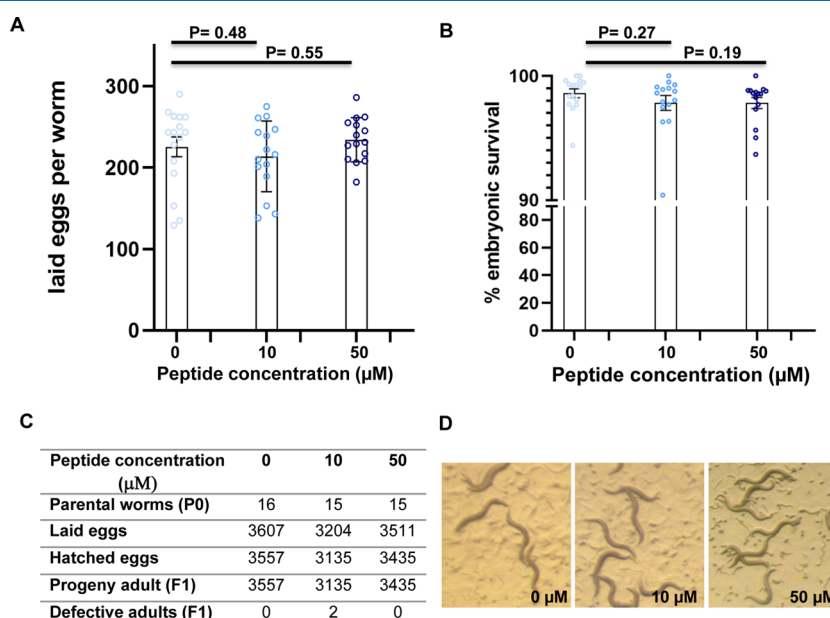 A
P= 0.48
P= 0.55
laid eggs per worm
300
200
100
0
0 10 50
Peptide concentration (µM)
B
P= 0.27
P= 0.19
% embryonic survival
100
90
80
60
40
20
0
0 10 50
Peptide concentration (µM)
C
Peptide concentration 0 10 50
(µM)
Parental worms (P0) 16 15 15
Laid eggs 3607 3204 3511
Hatched eggs 3557 3135 3435
Progeny adult (F1) 3557 3135 3435
Defective adults (F1) 0 2 0
D
0 µM 10 µM 50 µM